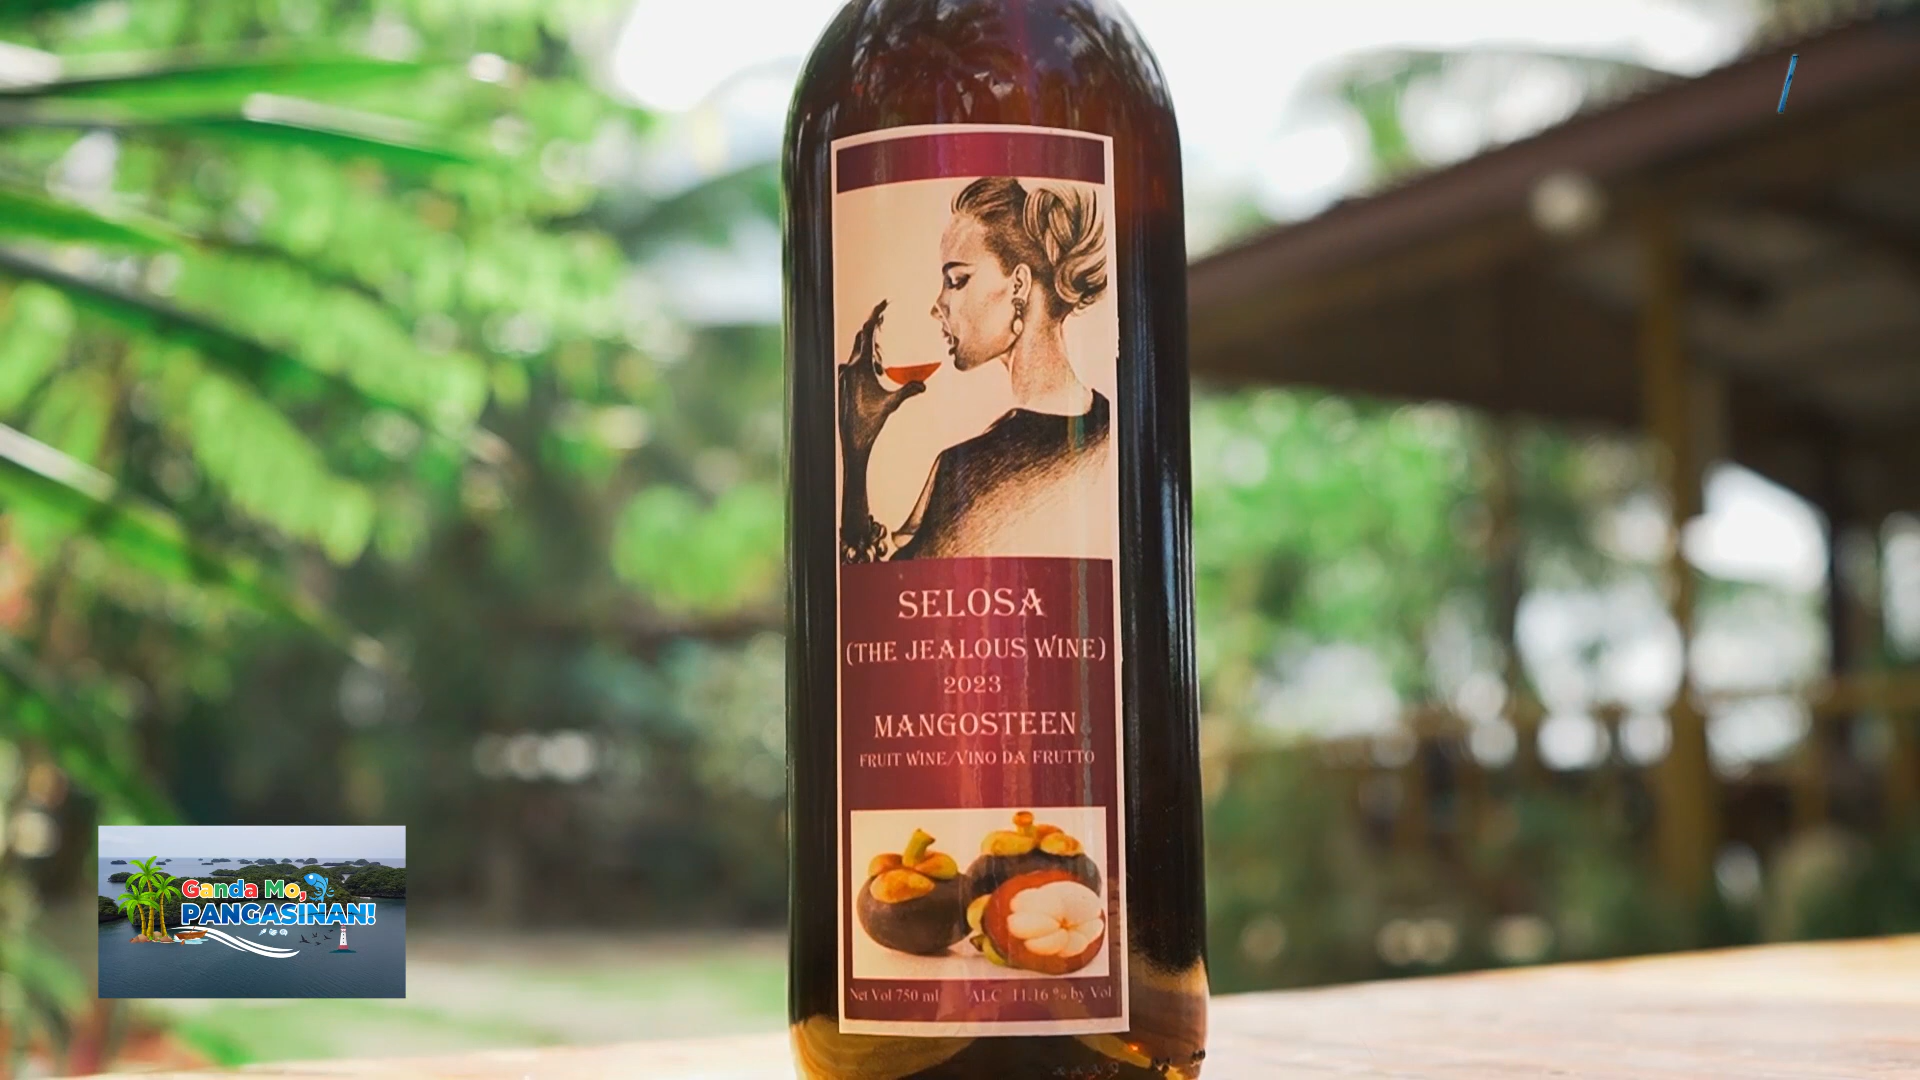 SELOSA
(THE JEALOUS WINE)
2023
MANGOSTEEN
FRUIT WINE/VINO DA FRUTTO
Net Vol 750 ml ALC 11.16 % by Vol
Ganda Mo,
PANGASINAN!